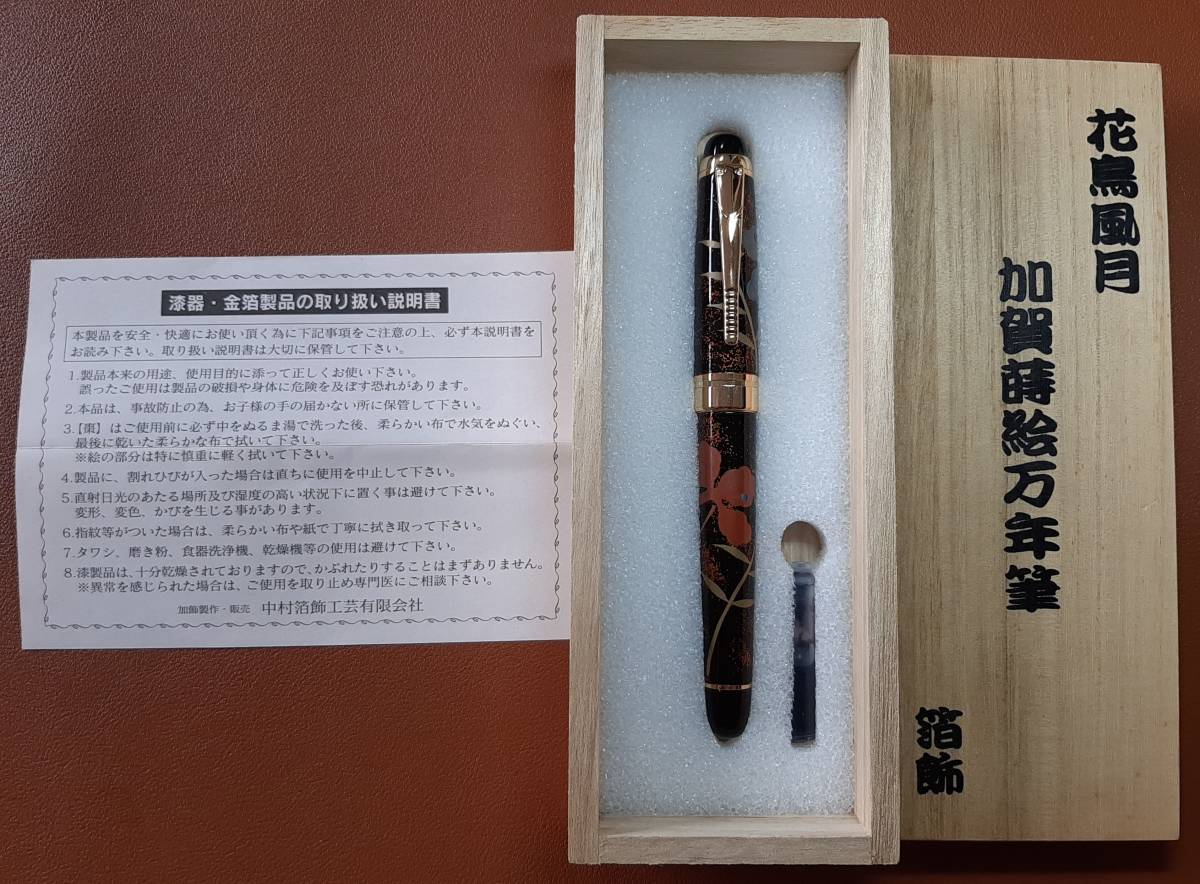 漆器・金箔製品の取り扱い説明書
本製品を安全・快適にお使い頂く為に下記事項をご注意の上、必ず本説明書を
お読み下さい。取り扱い説明書は大切に保管して下さい。
1.製品本来の用途、使用目的に添って正しくお使い下さい。
誤ったご使用は製品の破損や身体に危険を及ぼす恐れがあります。
2.本品は、事故防止の為、お子様の手の届かない所に保管して下さい。
3.【棗】はご使用前に必ず中をぬるま湯で洗った後、柔らかい布で水気をぬぐい、
最後に乾いた柔らかな布で拭いて下さい。
※絵の部分は特に慎重に軽く拭いて下さい。
4.製品に、割れひびが入った場合は直ちに使用を中止して下さい。
5.直射日光のあたる場所及び湿度の高い状況下に置く事は避けて下さい。
変形、変色、かびを生じる事があります。
6.指紋等がついた場合は、柔らかい布や紙で丁寧に拭き取って下さい。
7.タワシ、磨き粉、食器洗浄機、乾燥機等の使用は避けて下さい。
8.漆製品は、十分乾燥されておりますので、かぶれたりすることはまずありません。
※異常を感じられた場合は、ご使用を取り止め専門医にご相談下さい。
加飾製作・販売 中村箔飾工芸有限会社
花鳥風月
加賀蒔絵万年筆
箔飾